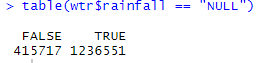 > table(wtr$rainfall == "NULL")
FALSE TRUE
415717 1236551